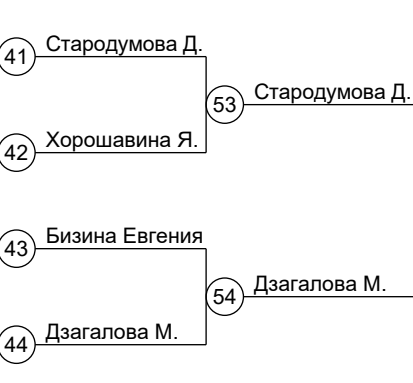 41 Стародумова Д.
53 Стародумова Д.
42 Хорошавина Я.
43 Бизина Евгения
54 Дзагалова М.
44 Дзагалова М.